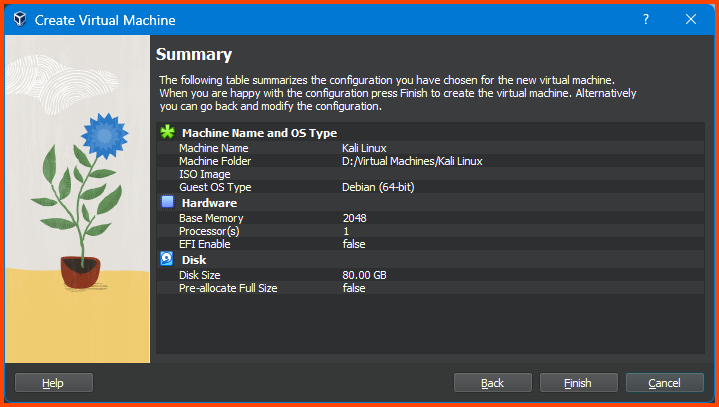 Create Virtual Machine
Summary
The following table summarizes the configuration you have chosen for the new virtual machine.
When you are happy with the configuration press Finish to create the virtual machine. Alternatively
you can go back and modify the configuration.
Machine Name and OS Type
Machine Name Kali Linux
Machine Folder D:/Virtual Machines/Kali Linux
ISO Image
Guest OS Type Debian (64-bit)
Hardware
Base Memory 2048
Processor(s) 1
EFI Enable false
Disk
Disk Size 80.00 GB
Pre-allocate Full Size false
Help Back Finish Cancel